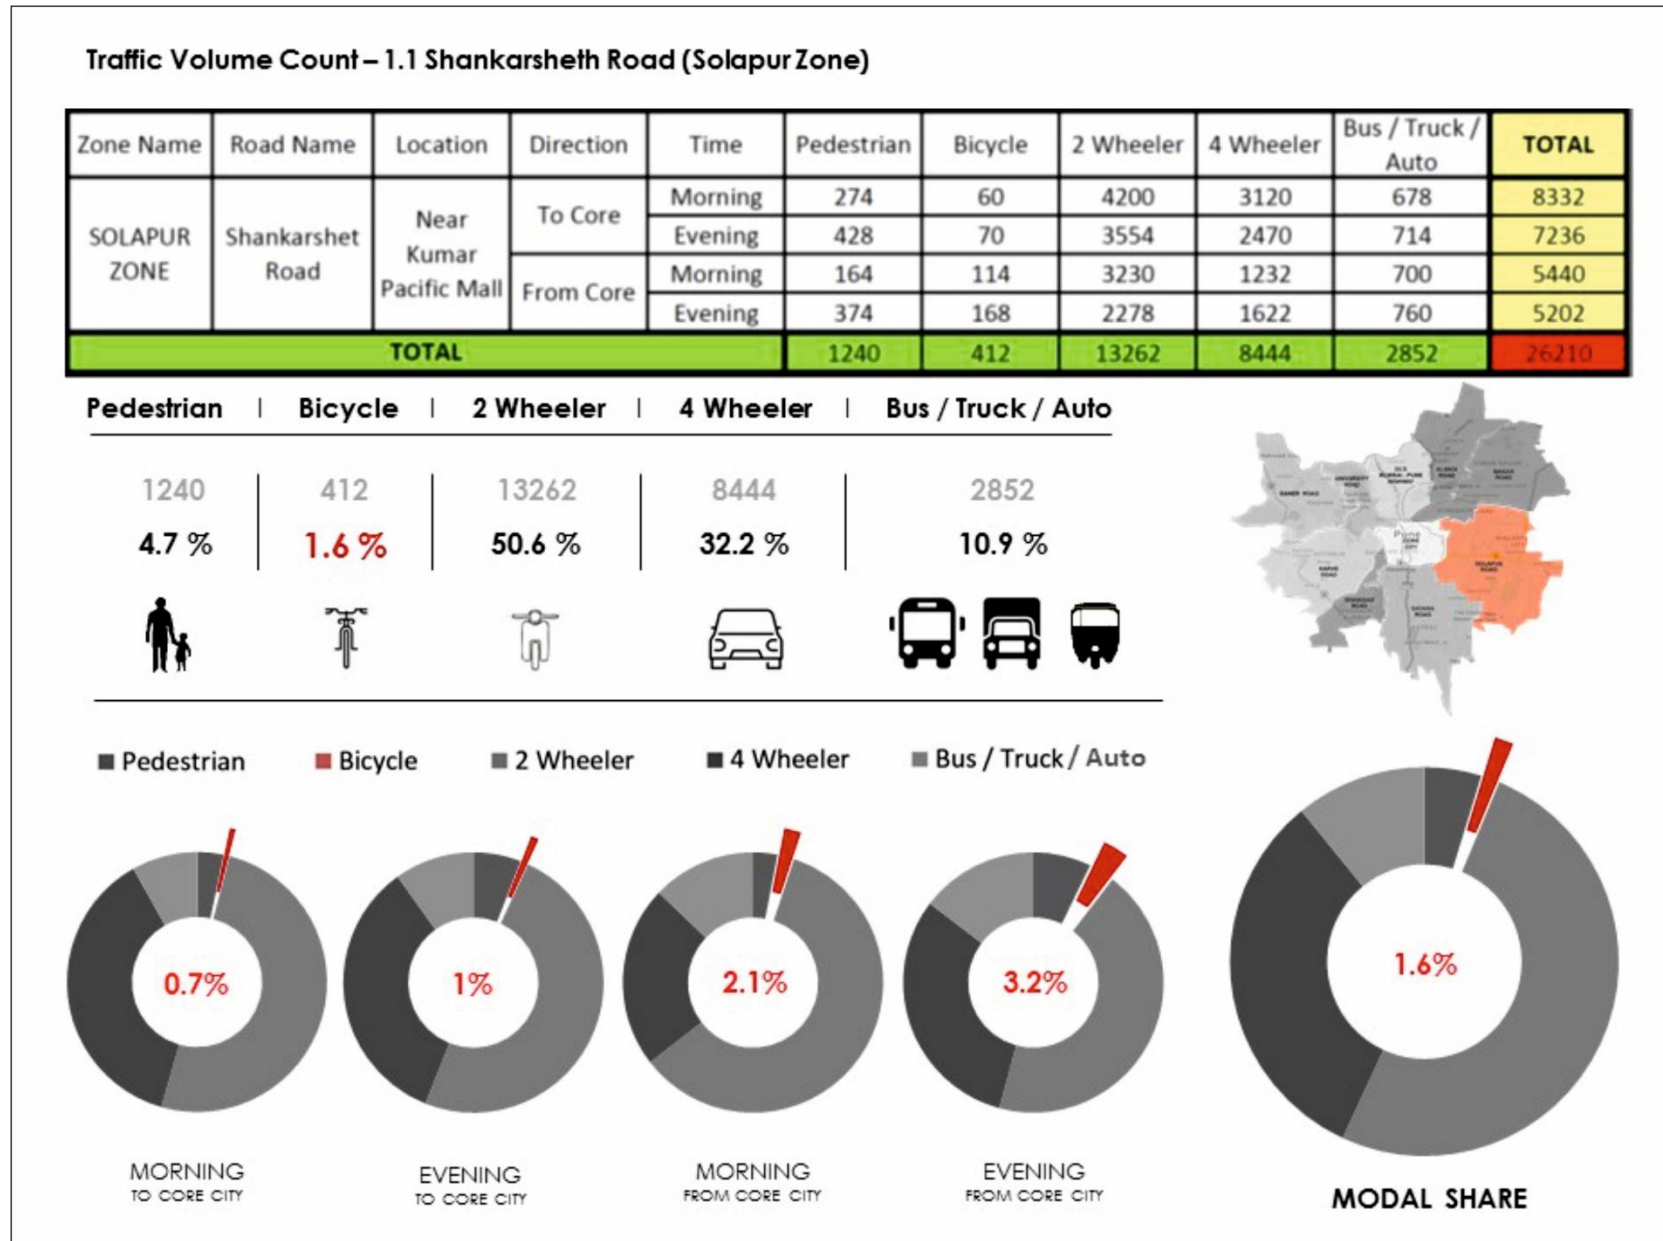 Traffic Volume Count – 1.1 Shankarsheth Road (Solapur Zone)
Zone Name Road Name Location Direction Time Pedestrian Bicycle 2 Wheeler 4 Wheeler Bus / Truck / Auto TOTAL
SOLAPUR ZONE Shankarshet Road Near Kumar Pacific Mall To Core Morning 274 60 4200 3120 678 8332
Evening 428 70 3554 2470 714 7236
From Core Morning 164 114 3230 1232 700 5440
Evening 374 168 2278 1622 760 5202
TOTAL 1240 412 13262 8444 2852 26210
Pedestrian | Bicycle | 2 Wheeler | 4 Wheeler | Bus / Truck / Auto
1240 412 13262 8444 2852
4.7 % 1.6 % 50.6 % 32.2 % 10.9 %
Pune
SOLAPUR ROAD
Pedestrian Bicycle 2 Wheeler 4 Wheeler Bus / Truck / Auto
0.7% 1% 2.1% 3.2% 1.6%
MORNING
TO CORE CITY
EVENING
TO CORE CITY
MORNING
FROM CORE CITY
EVENING
FROM CORE CITY
MODAL SHARE